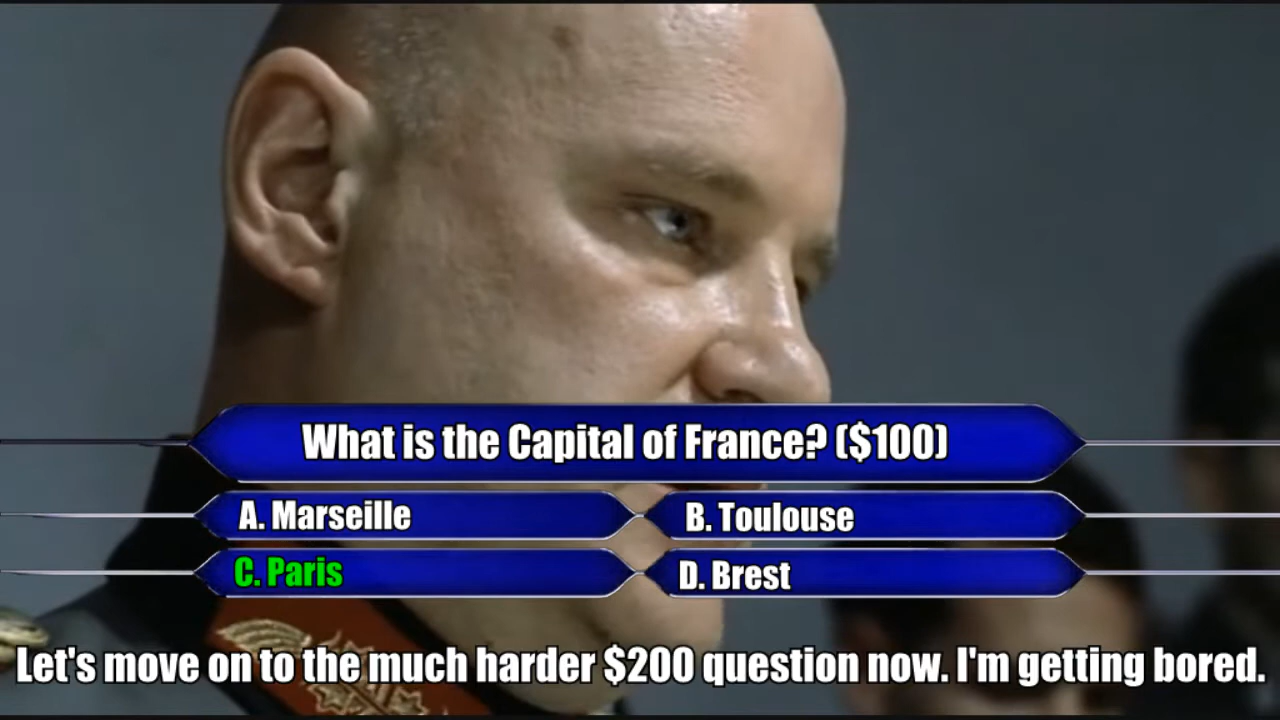 What is the Capital of France? ($100)
A. Marseille
B. Toulouse
C. Paris
D. Brest
Let's move on to the much harder $200 question now. I'm getting bored.